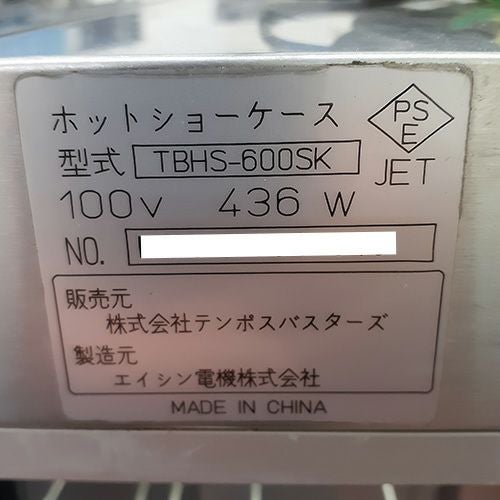 ホットショーケース
PS
E
型式 TBHS-600SK
JET
100V 436 W
NO.
販売元
株式会社テンポスバスターズ
製造元
エイシン電機株式会社
MADE IN CHINA